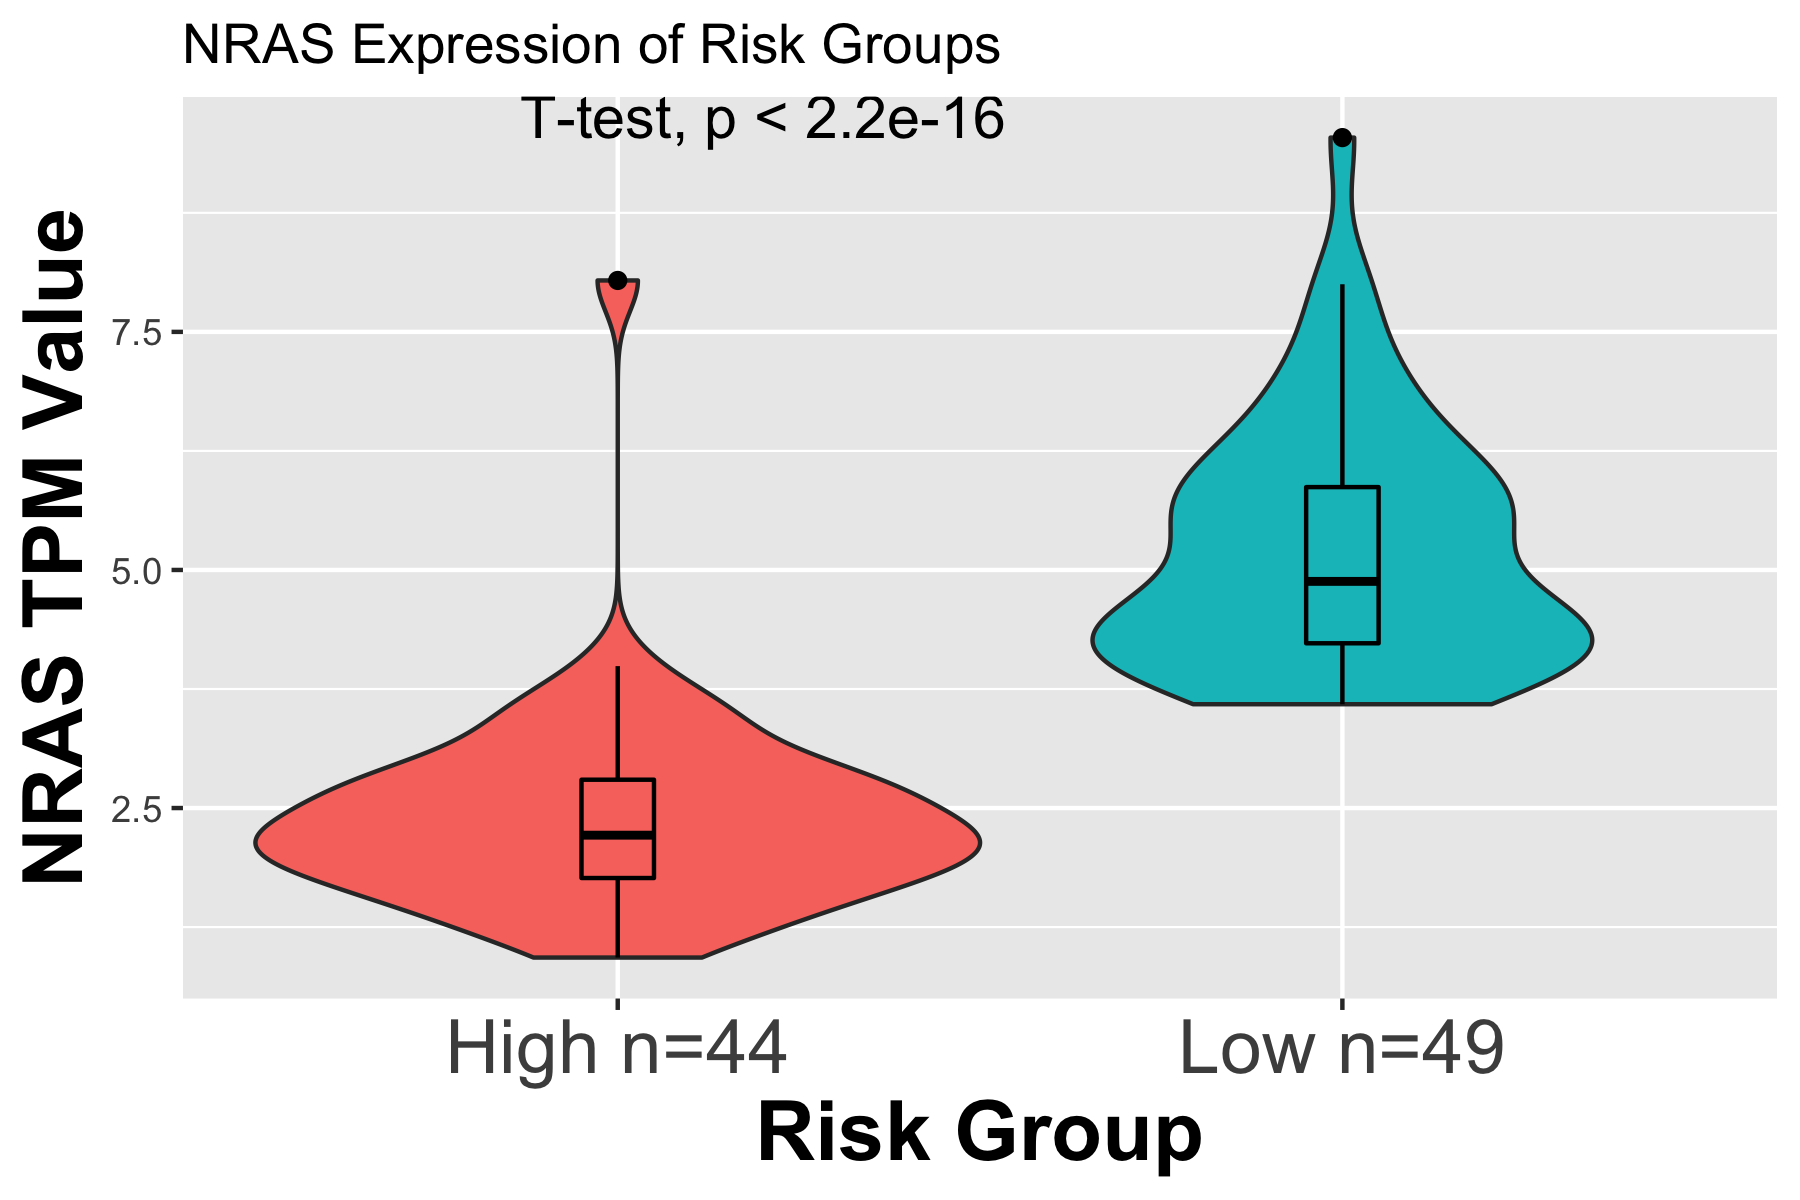 NRAS Expression of Risk Groups
T-test, p < 2.2e-16
NRAS TPM Value
7.5
5.0
2.5
High n=44
Low n=49
Risk Group